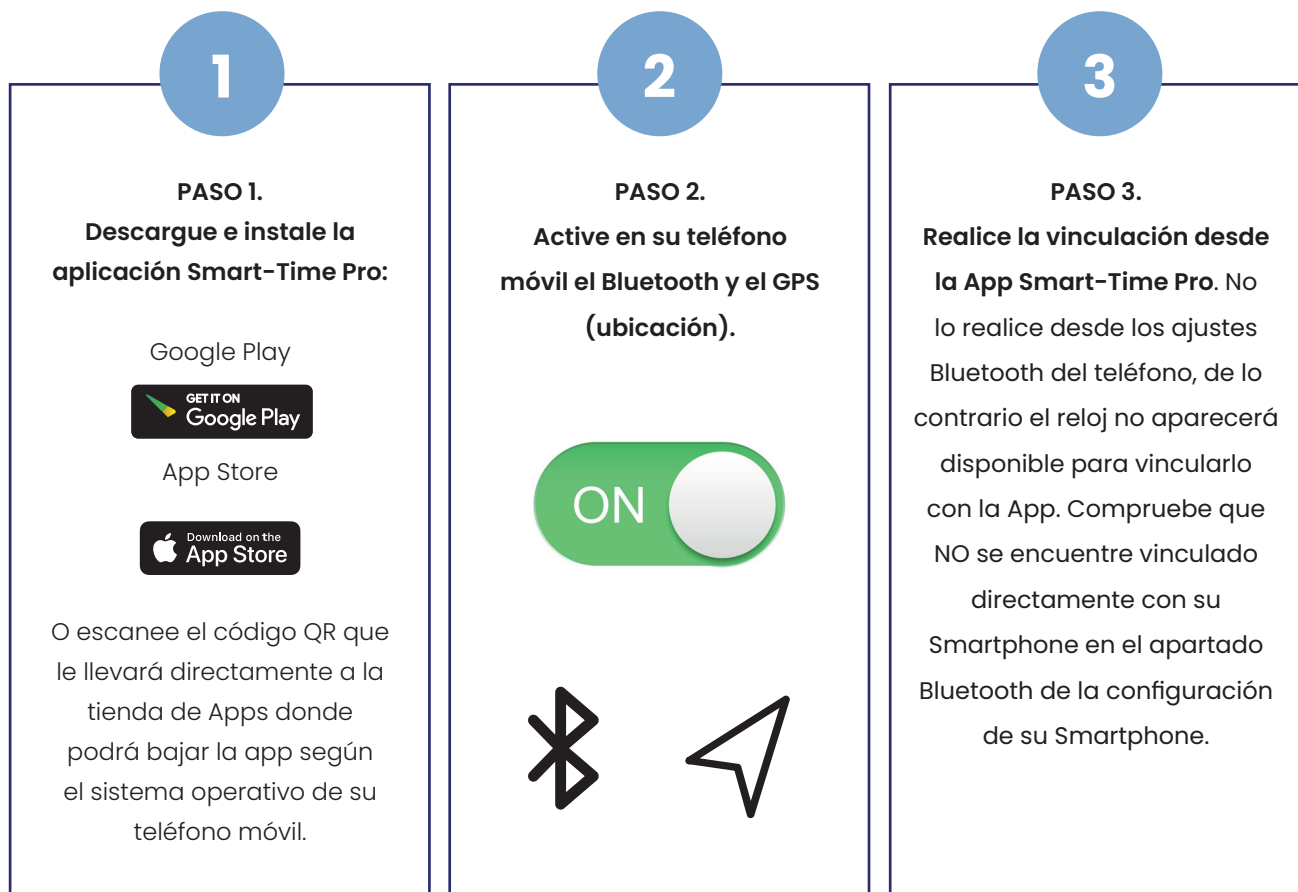 1
PASO 1.
Descargue e instale la
aplicación Smart-Time Pro:
Google Play
GET IT ON
Google Play
App Store
Download on the
App Store
O escanee el código QR que
le llevará directamente a la
tienda de Apps donde
podrá bajar la app según
el sistema operativo de su
teléfono móvil.
2
PASO 2.
Active en su teléfono
móvil el Bluetooth y el GPS
(ubicación).
ON
3
PASO 3.
Realice la vinculación desde
la App Smart-Time Pro. No
lo realice desde los ajustes
Bluetooth del teléfono, de lo
contrario el reloj no aparecerá
disponible para vincularlo
con la App. Compruebe que
NO se encuentre vinculado
directamente con su
Smartphone en el apartado
Bluetooth de la configuración
de su Smartphone.